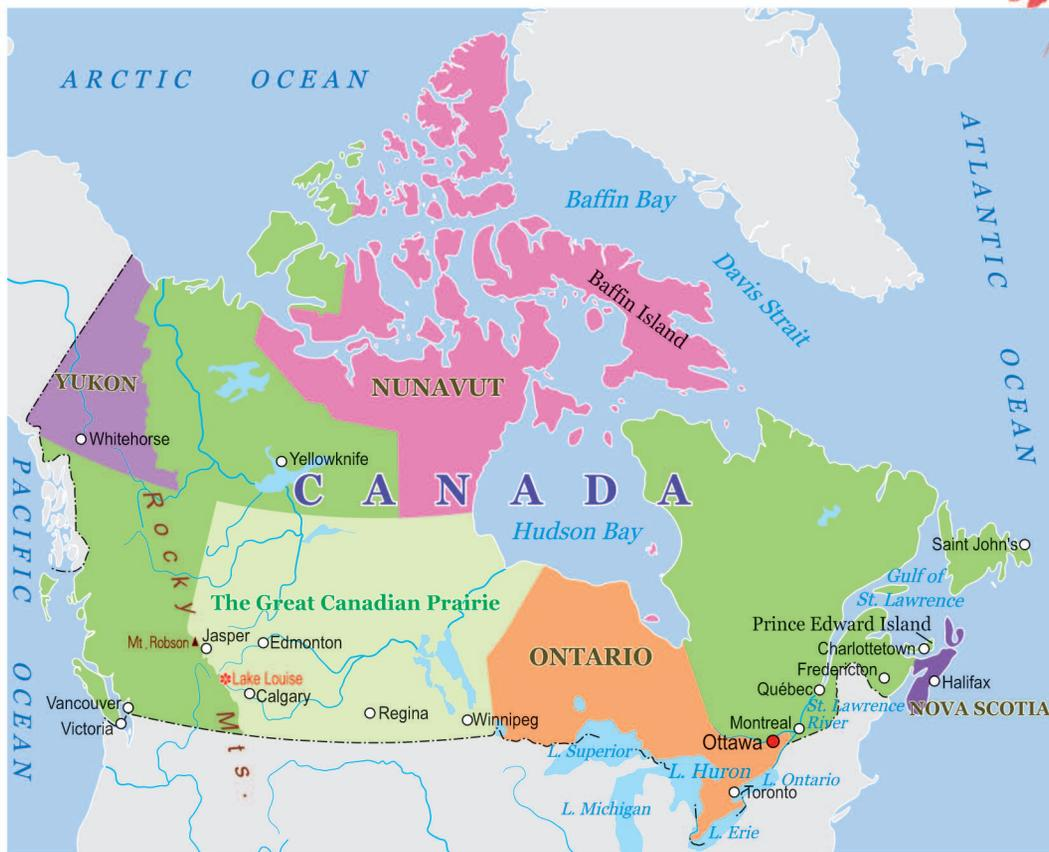 ARCTIC OCEAN
ATLANTIC OCEAN
Baffin Bay
Davis Strait
Baffin Island
YUKON
NUNAVUT
Whitehorse
Yellowknife
CANADA
PACIFIC OCEAN
Rocky Mts.
Hudson Bay
Saint John's
Gulf of
St. Lawrence
The Great Canadian Prairie
Prince Edward Island
Mt. Robson
Jasper
Edmonton
ONTARIO
Charlottetown
Fredericton
Lake Louise
Calgary
Québec
Halifax
Vancouver
Victoria
Regina
Winnipeg
St. Lawrence
River
NOVA SCOTIA
Montreal
Ottawa
L. Superior
L. Huron
L. Ontario
Toronto
L. Michigan
L. Erie